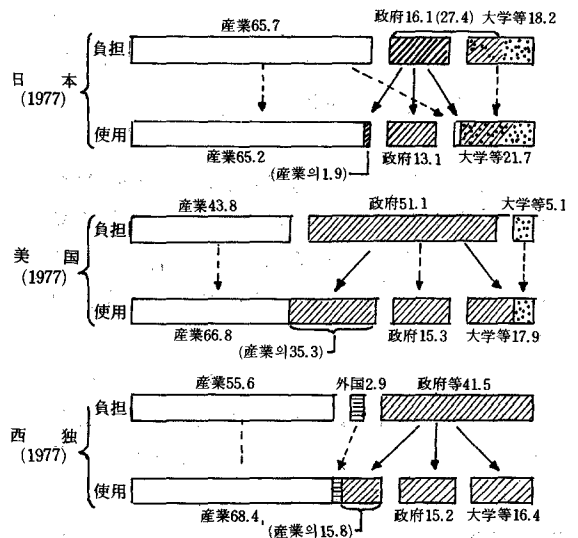 産業65.7
政府16.1(27.4)
大学等18.2
負担
日本
(1977)
使用
産業65.2
(産業의1.9)
政府13.1
大学等21.7
産業43.8
政府51.1
大学等5.1
負担
美国
(1977)
使用
産業66.8
(産業의35.3)
政府15.3
大学等17.9
産業55.6
外国2.9
政府等41.5
負担
西独
(1977)
使用
産業68.4
(産業의15.8)
政府15.2
大学等16.4